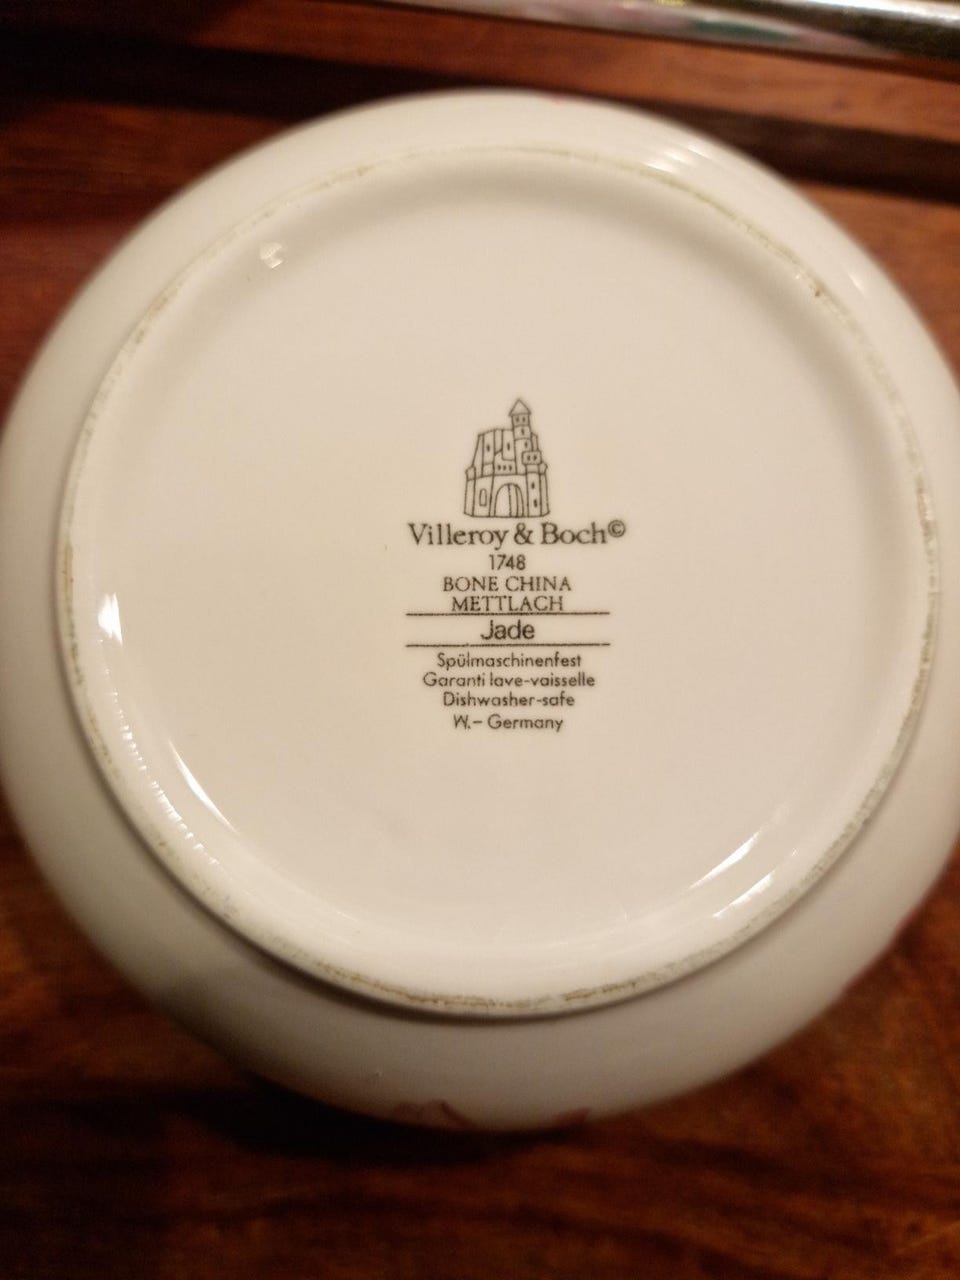 Villeroy & Boch©
1748
BONE CHINA
METTLACH
Jade
Spülmaschinenfest
Garanti lave-vaisselle
Dishwasher-safe
W.- Germany